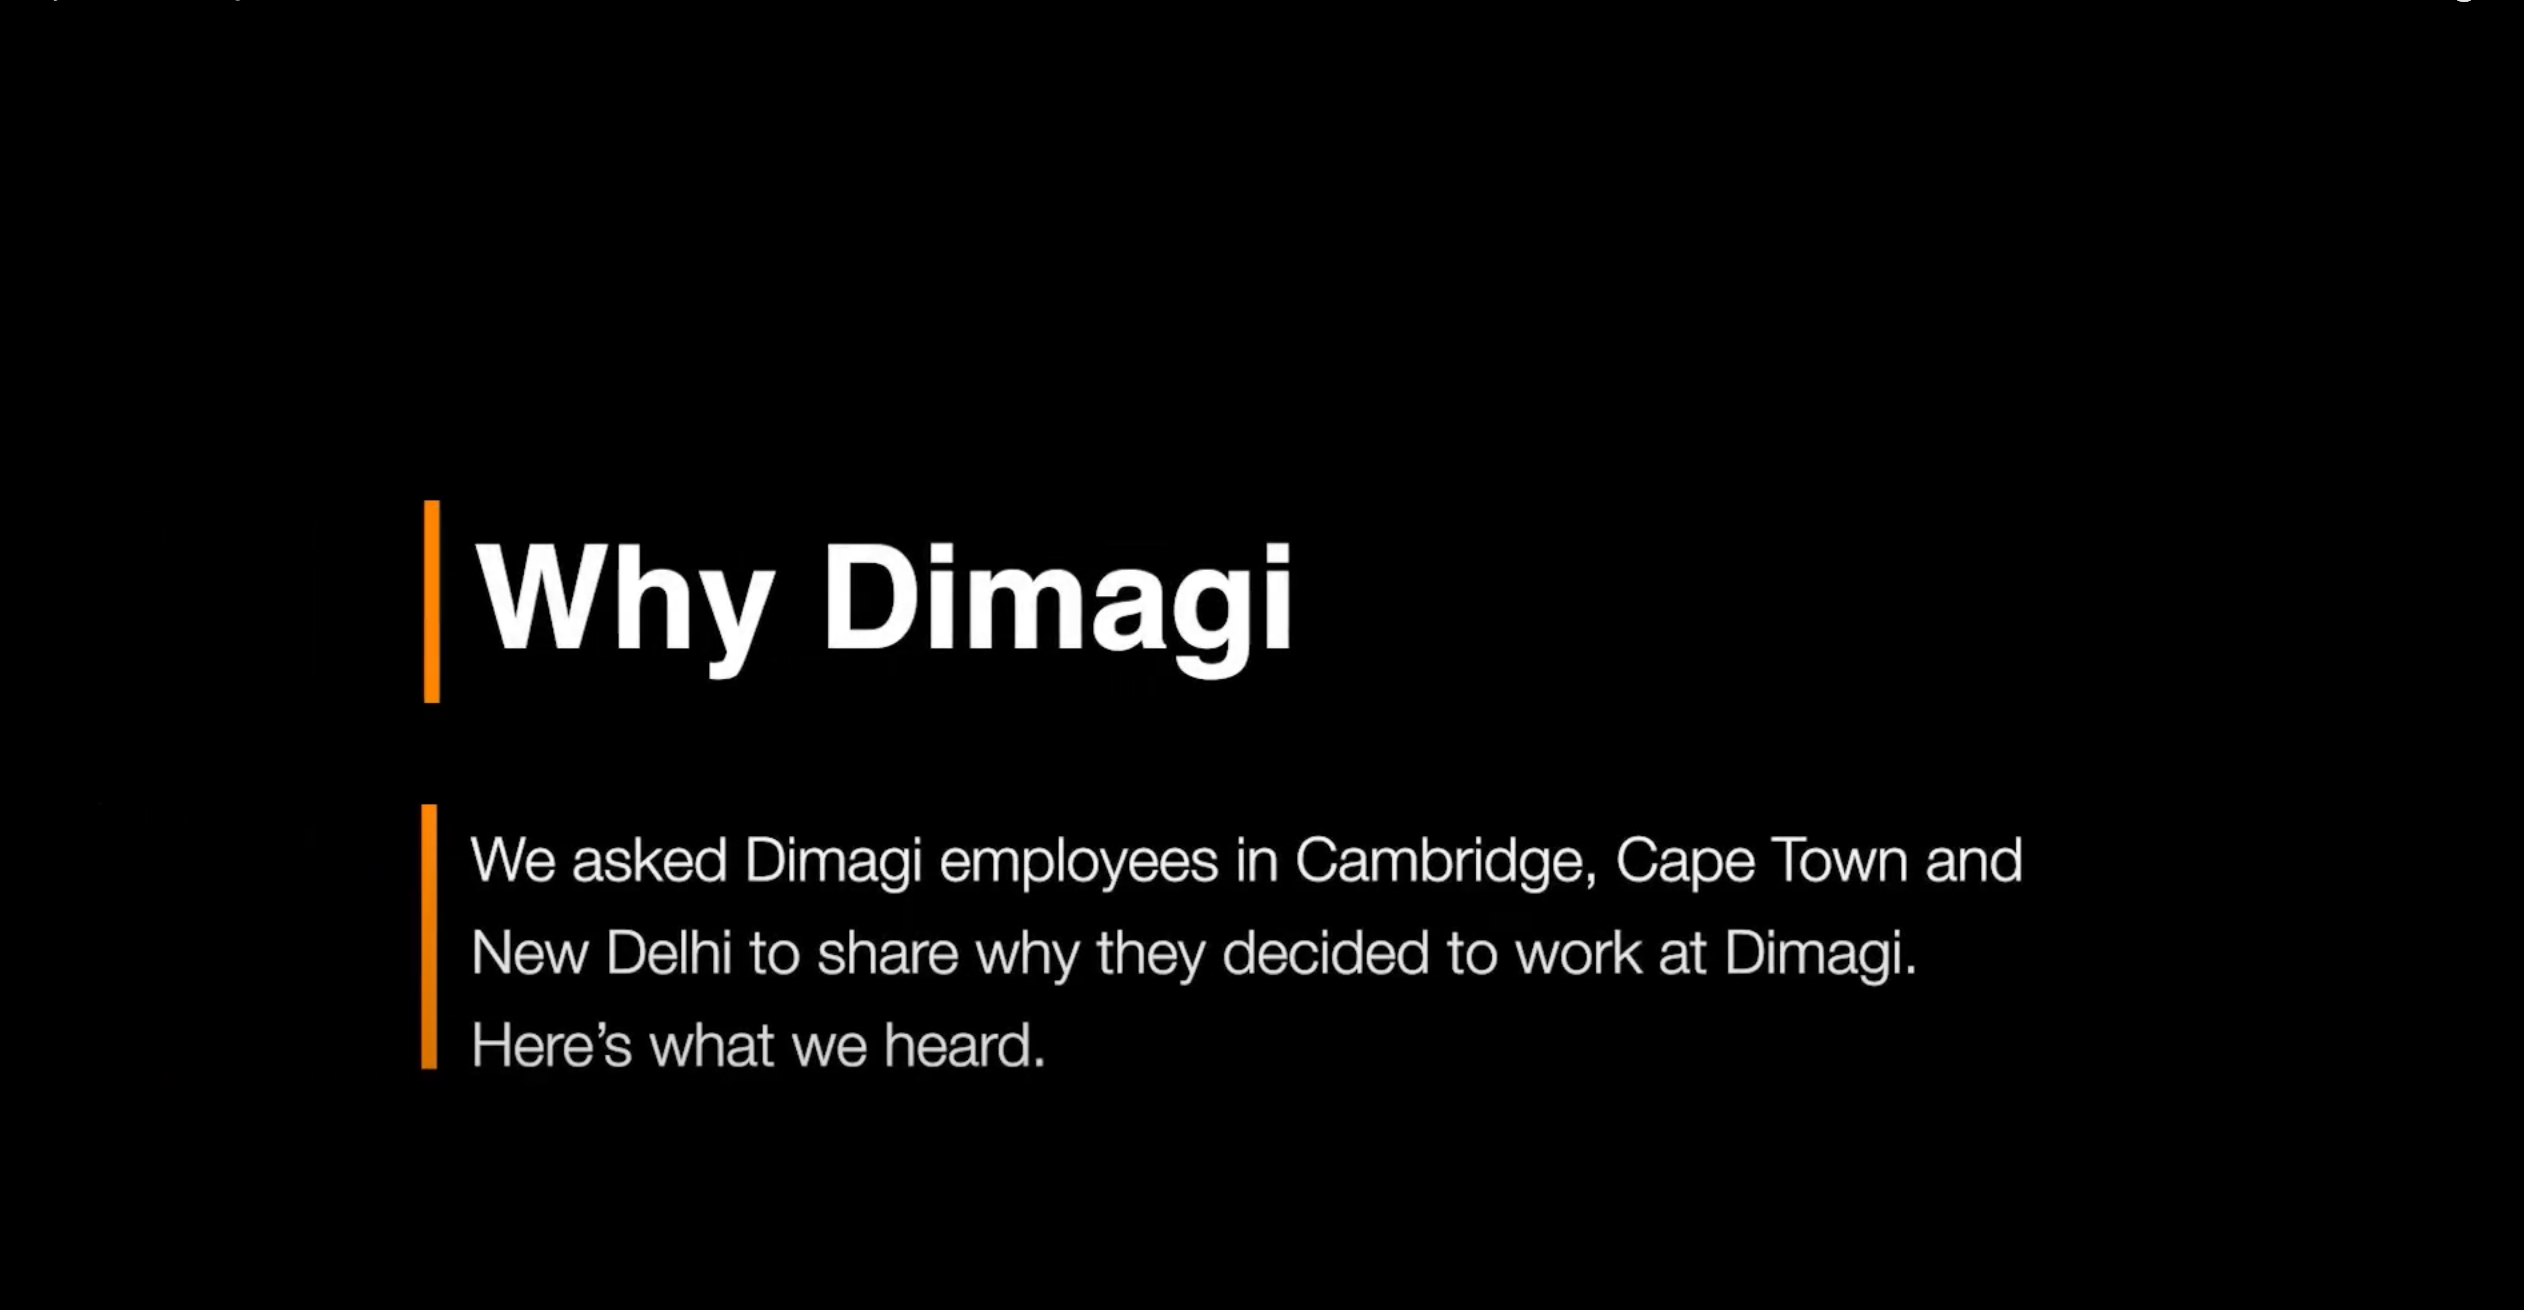 Why Dimagi
We asked Dimagi employees in Cambridge, Cape Town and
New Delhi to share why they decided to work at Dimagi.
Here’s what we heard.